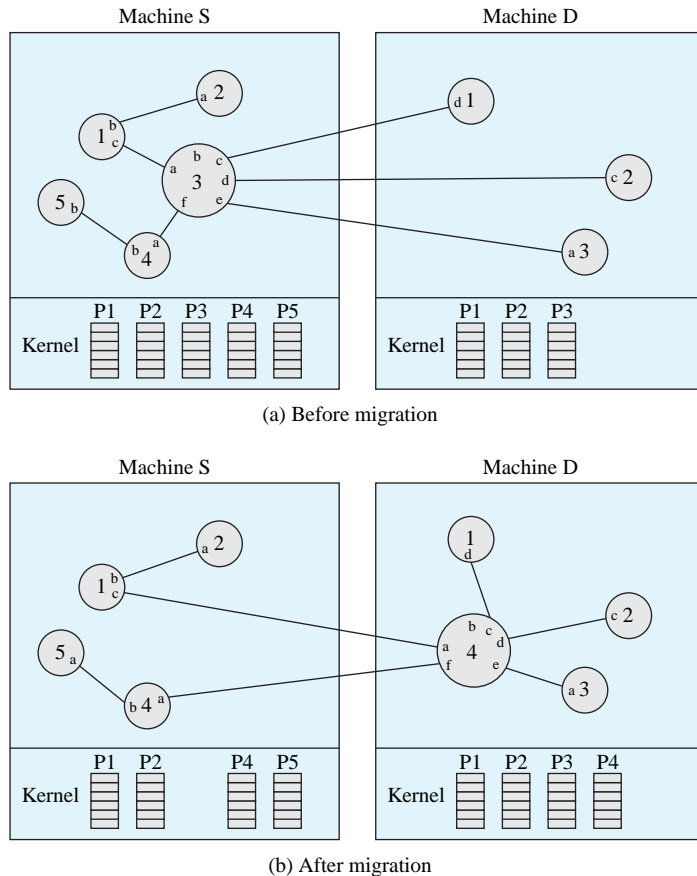 Machine S
Machine D
a 2
1 b c
a b c d e f 3
5 b
b 4 a
d 1
c 2
a 3
Kernel P1 P2 P3 P4 P5
Kernel P1 P2 P3
(a) Before migration
Machine S
Machine D
a 2
1 b c
5 a
b 4 a
1 d
a b c d e f 4
c 2
a 3
Kernel P1 P2 P4 P5
Kernel P1 P2 P3 P4
(b) After migration